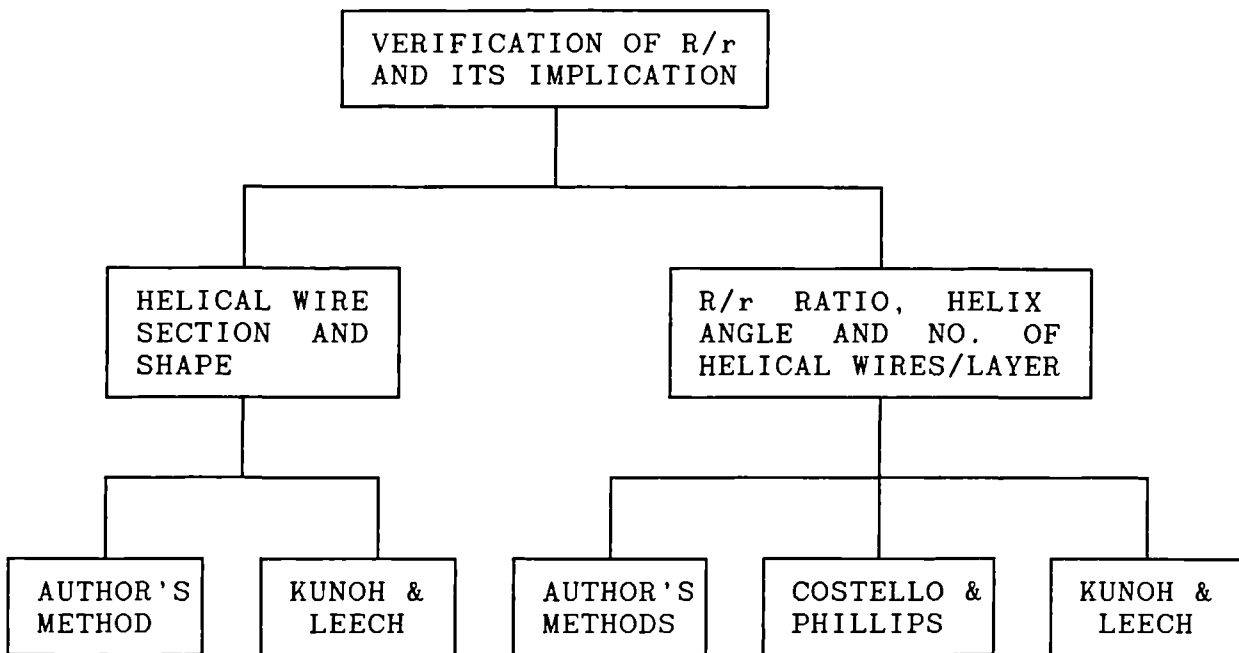 VERIFICATION OF R/r
AND ITS IMPLICATION
HELICAL WIRE
SECTION AND
SHAPE
R/r RATIO, HELIX
ANGLE AND NO. OF
HELICAL WIRES/LAYER
AUTHOR'S
METHOD
KUNOH &
LEECH
AUTHOR'S
METHODS
COSTELLO &
PHILLIPS
KUNOH &
LEECH